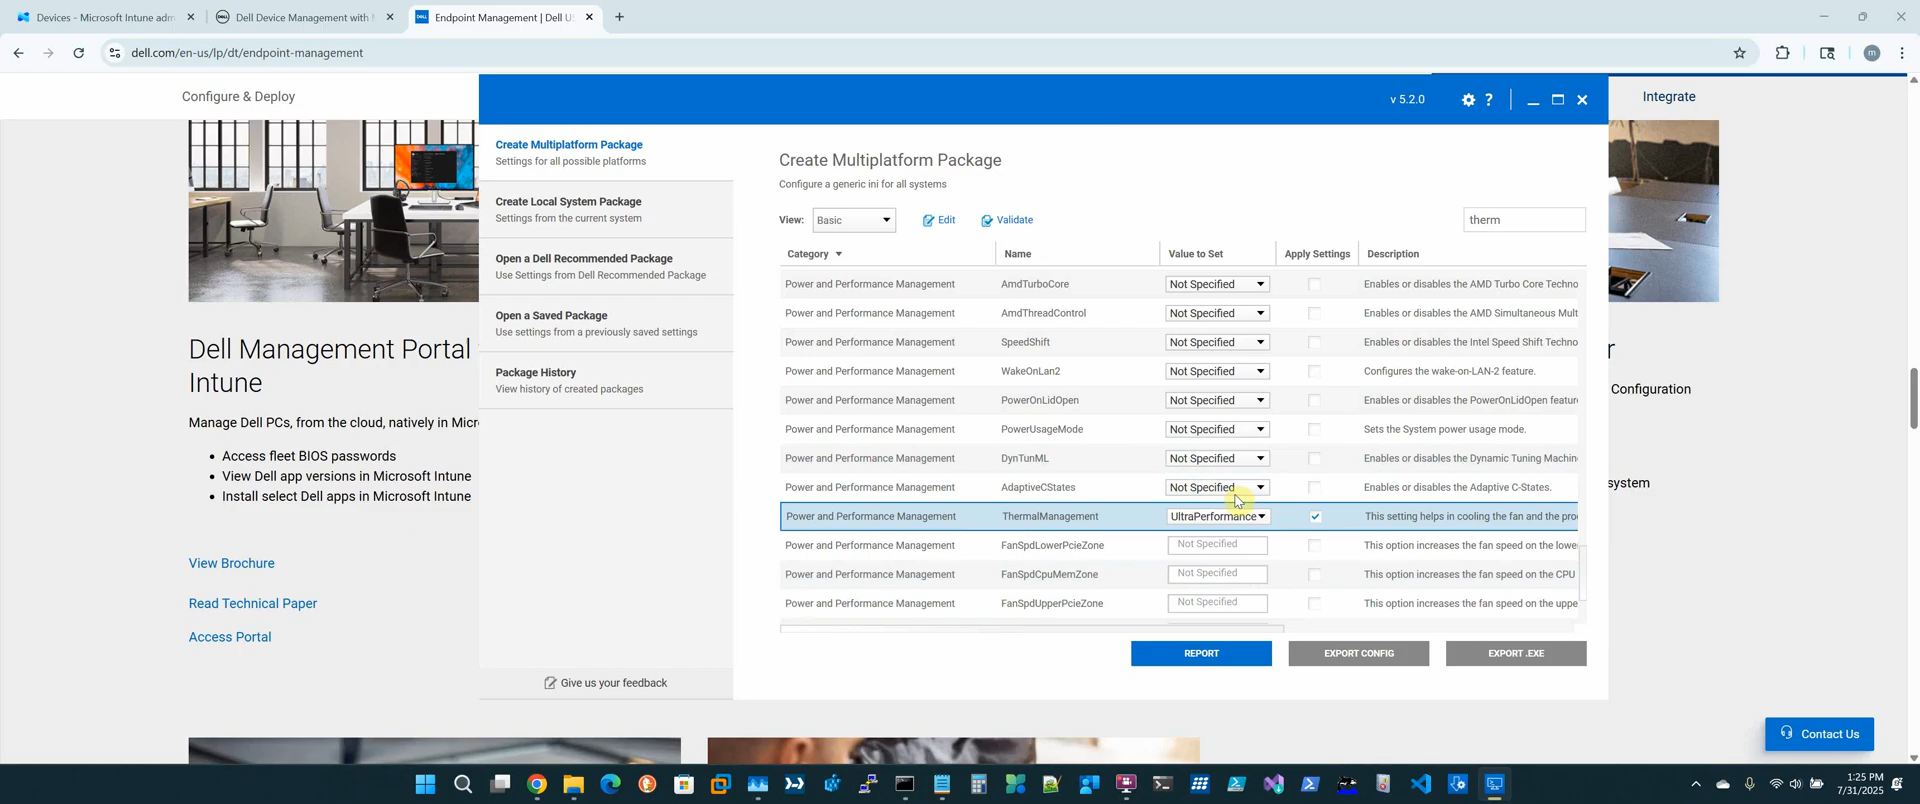 Devices - Microsoft Intune adm
Dell Device Management with M
Endpoint Management | Dell US
dell.com/en-us/lp/dt/endpoint-management
m
Configure & Deploy
Integrate
v 5.2.0
Create Multiplatform Package
Settings for all possible platforms
Create Local System Package
Settings from the current system
Open a Dell Recommended Package
Use Settings from Dell Recommended Package
Open a Saved Package
Use settings from a previously saved settings
Package History
View history of created packages
Give us your feedback
Create Multiplatform Package
Configure a generic ini for all systems
View: Basic Edit Validate therm
Category Name Value to Set Apply Settings Description
Power and Performance Management AmdTurboCore Not Specified Enables or disables the AMD Turbo Core Techno
Power and Performance Management AmdThreadControl Not Specified Enables or disables the AMD Simultaneous Mult
Power and Performance Management SpeedShift Not Specified Enables or disables the Intel Speed Shift Techno
Power and Performance Management WakeOnLan2 Not Specified Configures the wake-on-LAN-2 feature.
Power and Performance Management PowerOnLidOpen Not Specified Enables or disables the PowerOnLidOpen featur
Power and Performance Management PowerUsageMode Not Specified Sets the System power usage mode.
Power and Performance Management DynTunML Not Specified Enables or disables the Dynamic Tuning Machin
Power and Performance Management AdaptiveCStates Not Specified Enables or disables the Adaptive C-States.
Power and Performance Management ThermalManagement UltraPerformance This setting helps in cooling the fan and the pro
Power and Performance Management FanSpdLowerPcieZone Not Specified This option increases the fan speed on the lowe
Power and Performance Management FanSpdCpuMemZone Not Specified This option increases the fan speed on the CPU
Power and Performance Management FanSpdUpperPcieZone Not Specified This option increases the fan speed on the uppe
REPORT EXPORT CONFIG EXPORT .EXE
Dell Management Portal
Intune
Manage Dell PCs, from the cloud, natively in Micr
Access fleet BIOS passwords
View Dell app versions in Microsoft Intune
Install select Dell apps in Microsoft Intune
View Brochure
Read Technical Paper
Access Portal
r
Configuration
system
Contact Us
1:25 PM
7/31/2025